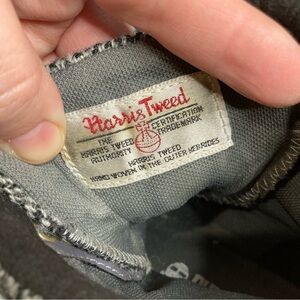 Harris Tweed
THE CERTIFICATION
HARRIS TWEED TRADEMARK
AUTHORITY
HARRIS TWEED
HAND WOVEN IN THE OUTER HEBRIDES